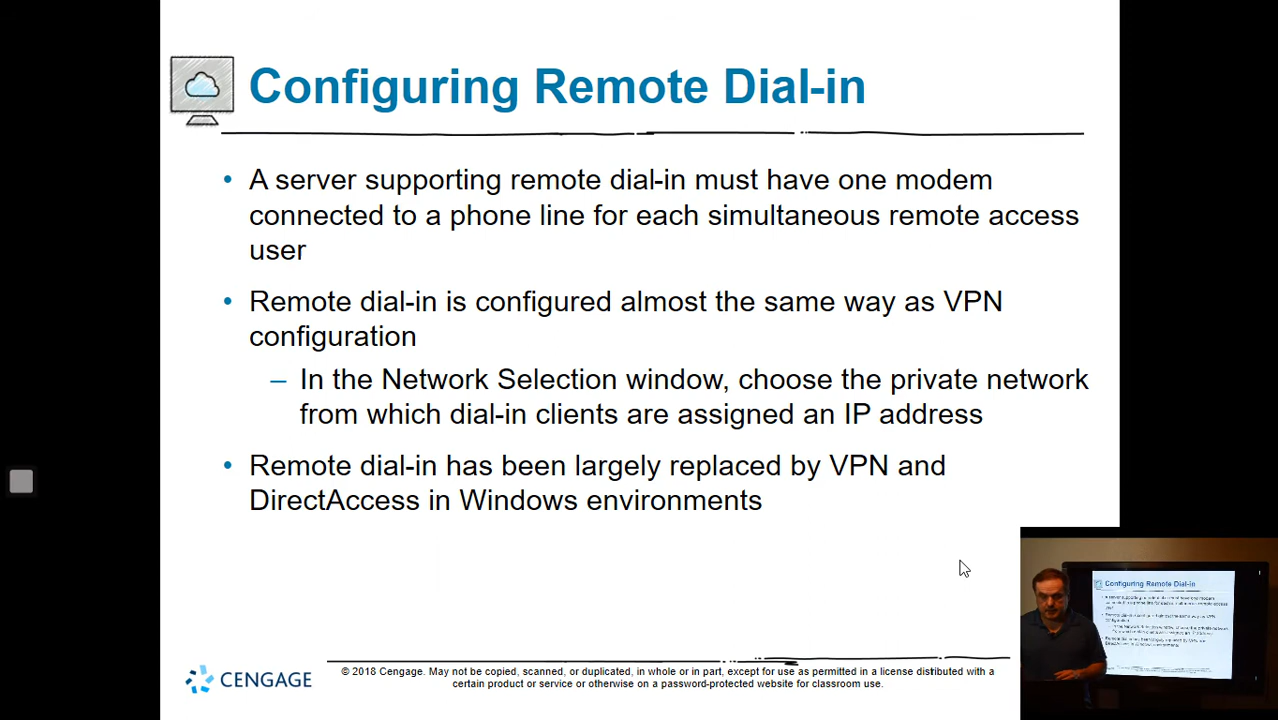 Configuring Remote Dial-in
• A server supporting remote dial-in must have one modem
connected to a phone line for each simultaneous remote access
user
• Remote dial-in is configured almost the same way as VPN
configuration
– In the Network Selection window, choose the private network
from which dial-in clients are assigned an IP address
• Remote dial-in has been largely replaced by VPN and
DirectAccess in Windows environments
CENGAGE
© 2018 Cengage. May not be copied, scanned, or duplicated, in whole or in part, except for use as permitted in a license distributed with a
certain product or service or otherwise on a password-protected website for classroom use.
Configuring Remote Dial-in